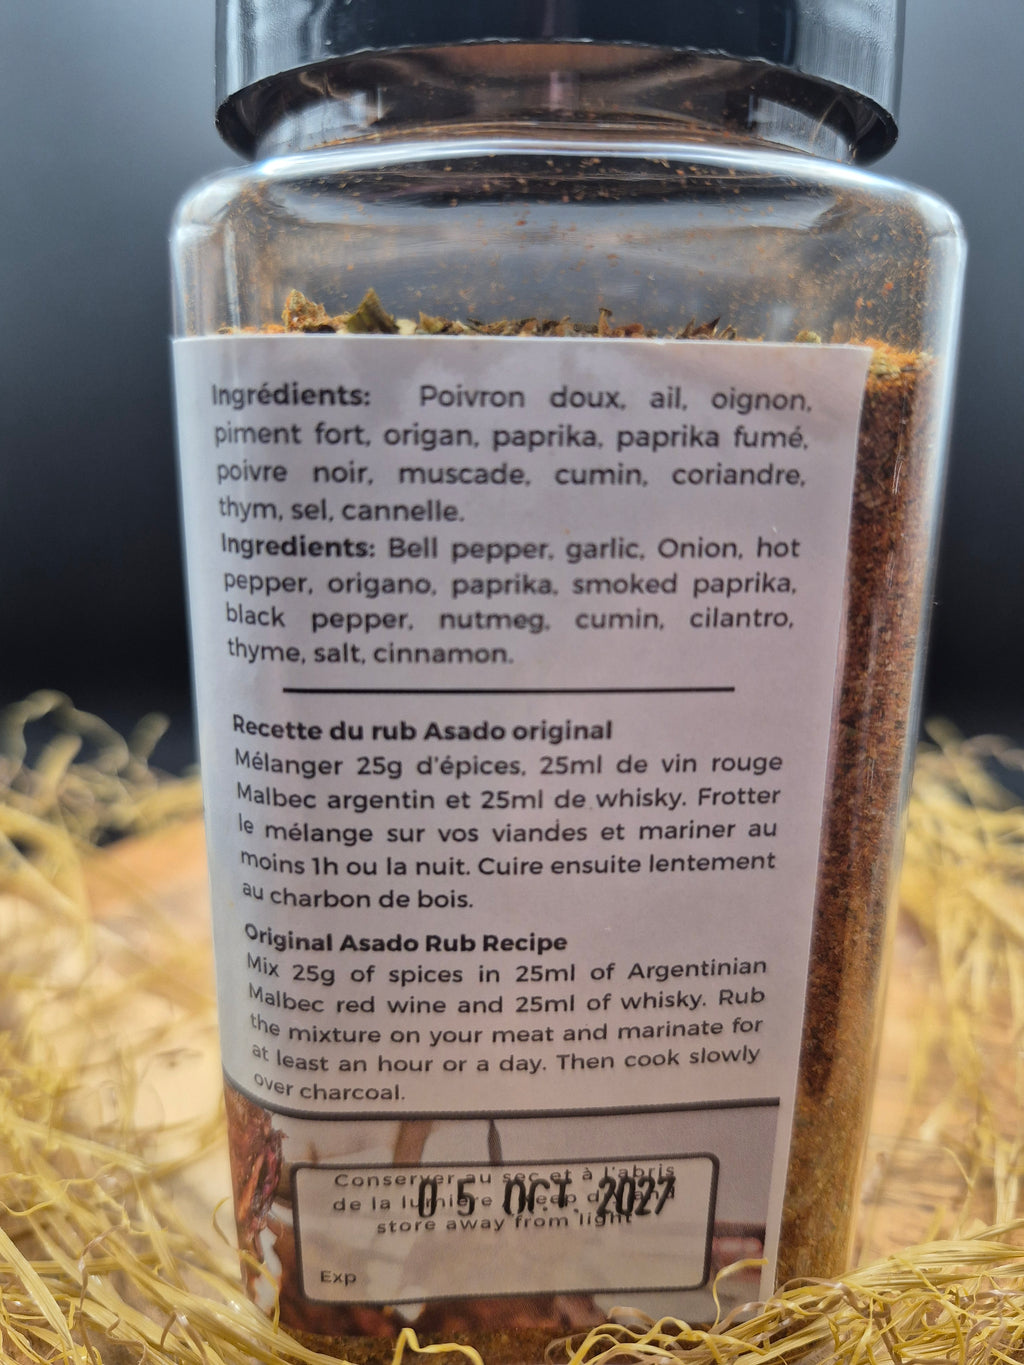 Ingrédients: Poivron doux, ail, oignon,
piment fort, origan, paprika, paprika fumé,
poivre noir, muscade, cumin, coriandre,
thym, sel, cannelle.
Ingredients: Bell pepper, garlic, Onion, hot
pepper, origano, paprika, smoked paprika,
black pepper, nutmeg, cumin, cilantro,
thyme, salt, cinnamon.
Recette du rub Asado original
Mélanger 25g d'épices, 25ml de vin rouge
Malbec argentin et 25ml de whisky. Frotter
le mélange sur vos viandes et mariner au
moins 1h ou la nuit. Cuire ensuite lentement
au charbon de bois.
Original Asado Rub Recipe
Mix 25g of spices in 25ml of Argentinian
Malbec red wine and 25ml of whisky. Rub
the mixture on your meat and marinate for
at least an hour or a day. Then cook slowly
over charcoal.
Conserver au sec et à l'abris
de la lumière Keep dry and
store away from light
05 OCT. 2027
Exp